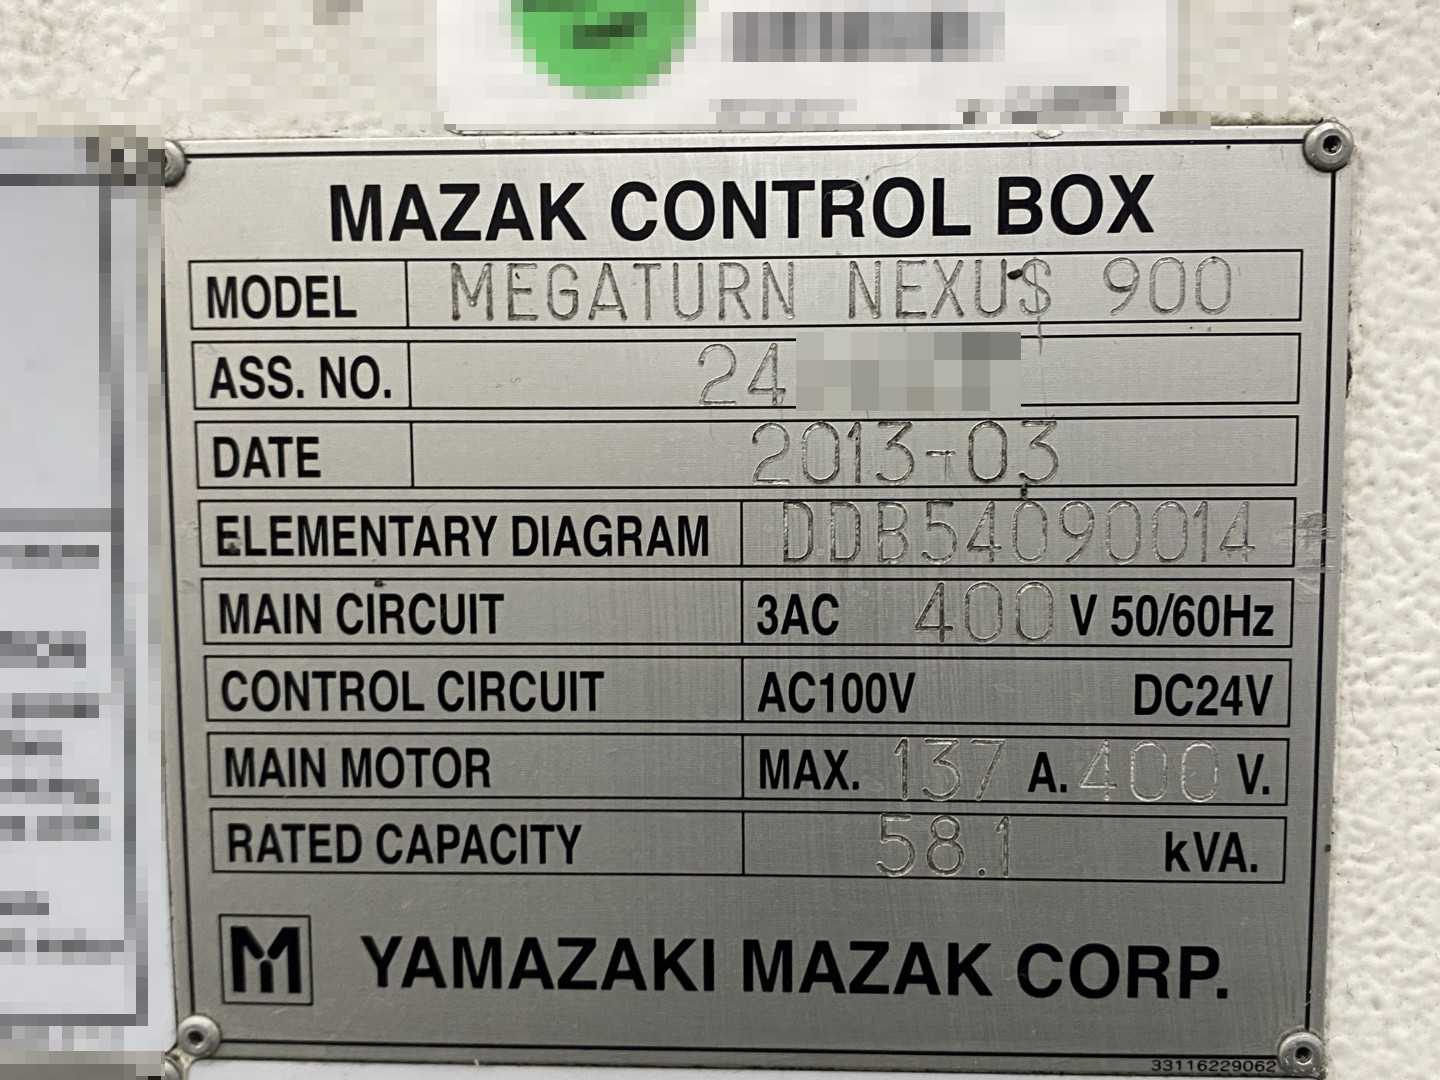 MAZAK CONTROL BOX
MODEL MEGATURN NEXUS 900
ASS. NO. 24
DATE 2013-03
ELEMENTARY DIAGRAM DDB54090014
MAIN CIRCUIT 3AC 400 V 50/60Hz
CONTROL CIRCUIT AC100V DC24V
MAIN MOTOR MAX. 137 A. 400 V.
RATED CAPACITY 58.1 kVA.
M YAMAZAKI MAZAK CORP.
33116229062